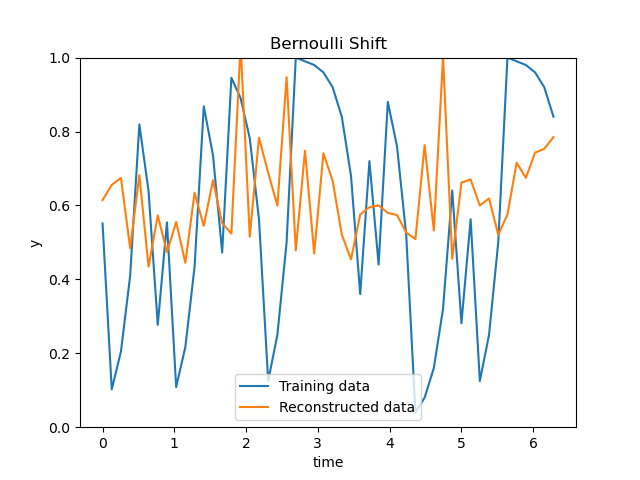 Bernoulli Shift
y
1.0
0.8
0.6
0.4
0.2
0.0
Training data
Reconstructed data
0 1 2 3 4 5 6
time